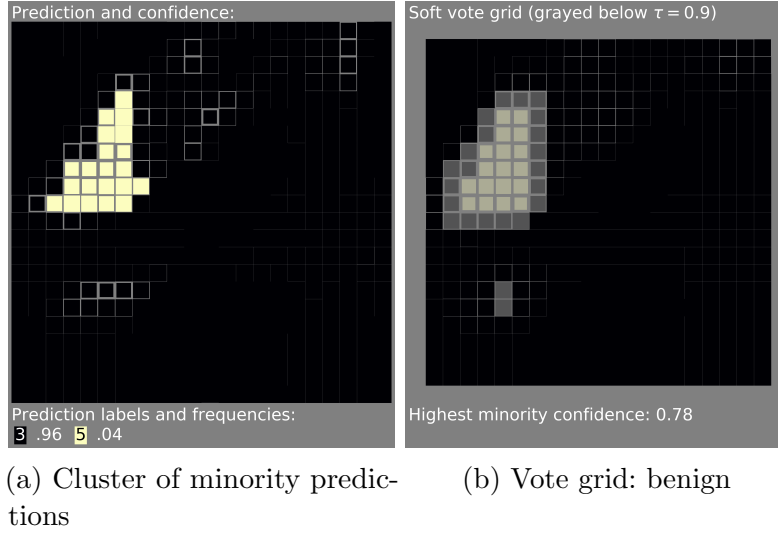 Prediction and confidence:
Soft vote grid (grayed below τ = 0.9)
Prediction labels and frequencies:
3 .96 5 .04
Highest minority confidence: 0.78
(a) Cluster of minority predic-
tions
(b) Vote grid: benign